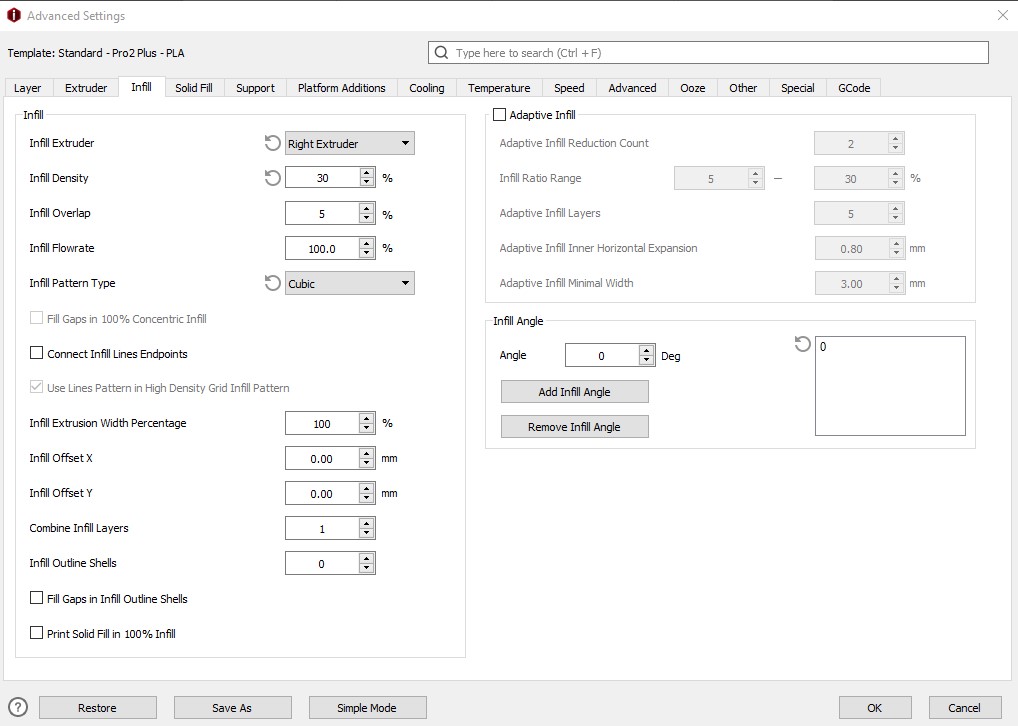 Advanced Settings
Template: Standard - Pro2 Plus - PLA
Type here to search (Ctrl + F)
Layer Extruder Infill Solid Fill Support Platform Additions Cooling Temperature Speed Advanced Ooze Other Special GCode
Infill
Infill Extruder Right Extruder
Infill Density 30 %
Infill Overlap 5 %
Infill Flowrate 100.0 %
Infill Pattern Type Cubic
Fill Gaps in 100% Concentric Infill
Connect Infill Lines Endpoints
Use Lines Pattern in High Density Grid Infill Pattern
Infill Extrusion Width Percentage 100 %
Infill Offset X 0.00 mm
Infill Offset Y 0.00 mm
Combine Infill Layers 1
Infill Outline Shells 0
Fill Gaps in Infill Outline Shells
Print Solid Fill in 100% Infill
Adaptive Infill
Adaptive Infill Reduction Count 2
Infill Ratio Range 5 – 30 %
Adaptive Infill Layers 5
Adaptive Infill Inner Horizontal Expansion 0.80 mm
Adaptive Infill Minimal Width 3.00 mm
Infill Angle
Angle 0 Deg
0
Add Infill Angle
Remove Infill Angle
? Restore Save As Simple Mode OK Cancel